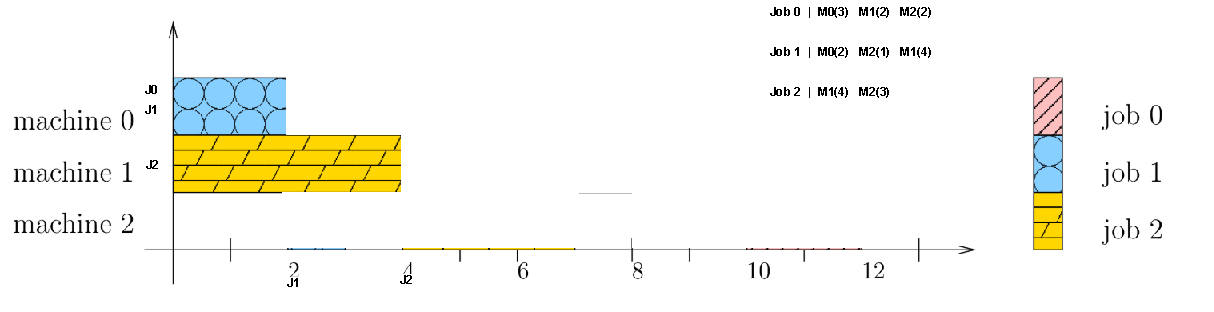 Job 0 | M0(3) M1(2) M2(2)
Job 1 | M0(2) M2(1) M1(4)
Job 2 | M1(4) M2(3)
J0
J1
machine 0
J2
machine 1
machine 2
job 0
job 1
job 2
2 4 6 8 10 12
J1 J2